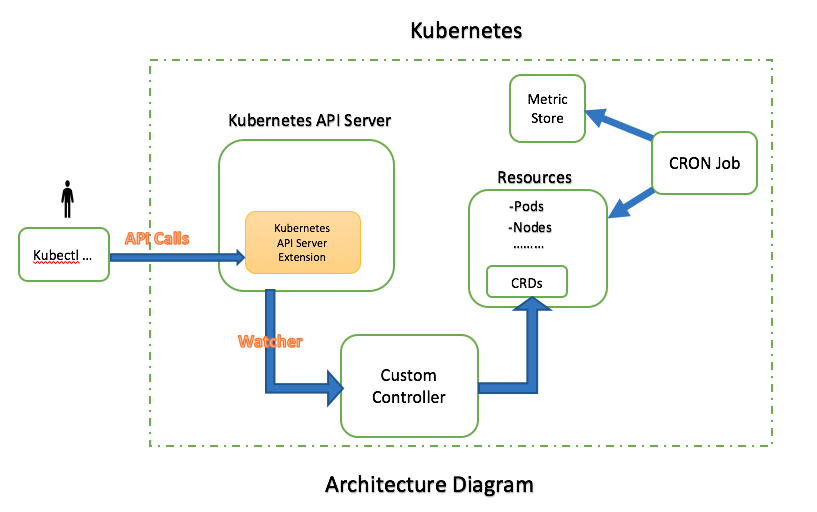 Kubernetes
Metric
Store
Kubernetes API Server
CRON Job
Resources
-Pods
-Nodes
.........
Kubernetes
API Server
Extension
API Calls
Kubectl ...
CRDs
Watcher
Custom
Controller
Architecture Diagram